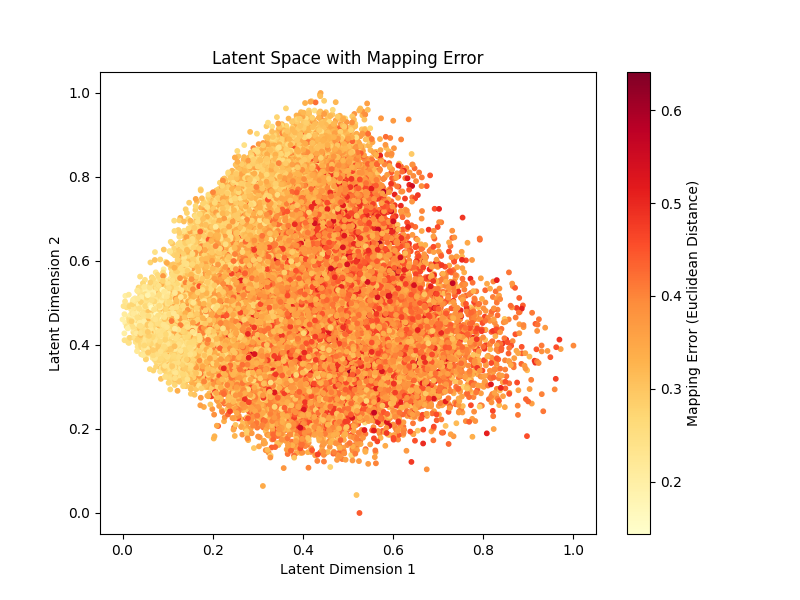 Latent Space with Mapping Error
Latent Dimension 2
1.0
0.8
0.6
0.4
0.2
0.0
0.0 0.2 0.4 0.6 0.8 1.0
Latent Dimension 1
0.6
0.5
0.4
0.3
0.2
Mapping Error (Euclidean Distance)